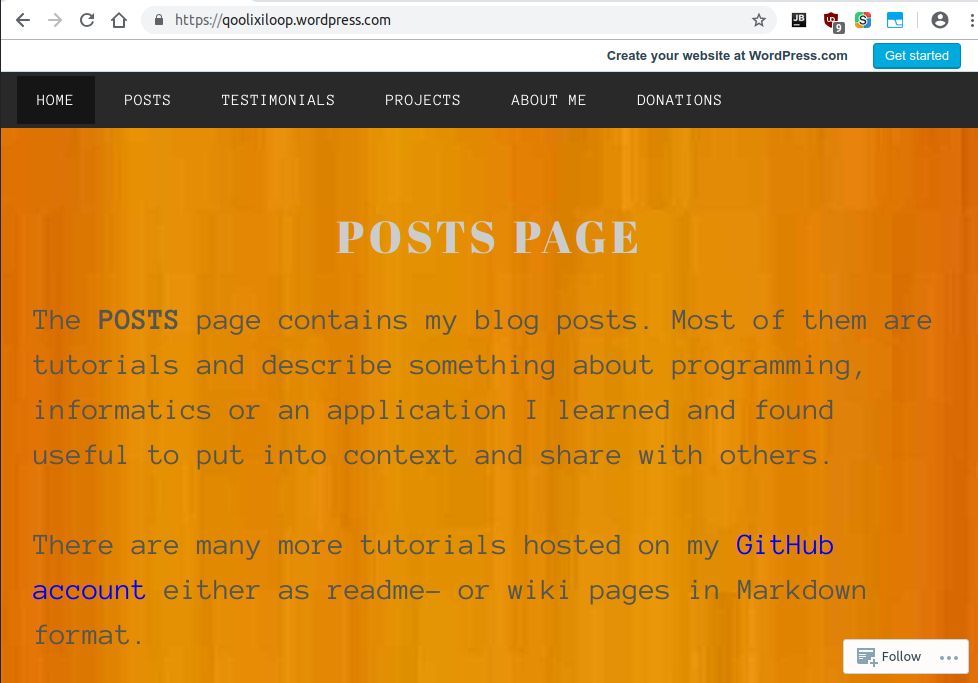 https://qoolixiloop.wordpress.com
JB
9
S
Create your website at WordPress.com
Get started
HOME POSTS TESTIMONIALS PROJECTS ABOUT ME DONATIONS
POSTS PAGE
The POSTS page contains my blog posts. Most of them are
tutorials and describe something about programming,
informatics or an application I learned and found
useful to put into context and share with others.
There are many more tutorials hosted on my GitHub
account either as readme– or wiki pages in Markdown
format.
Follow